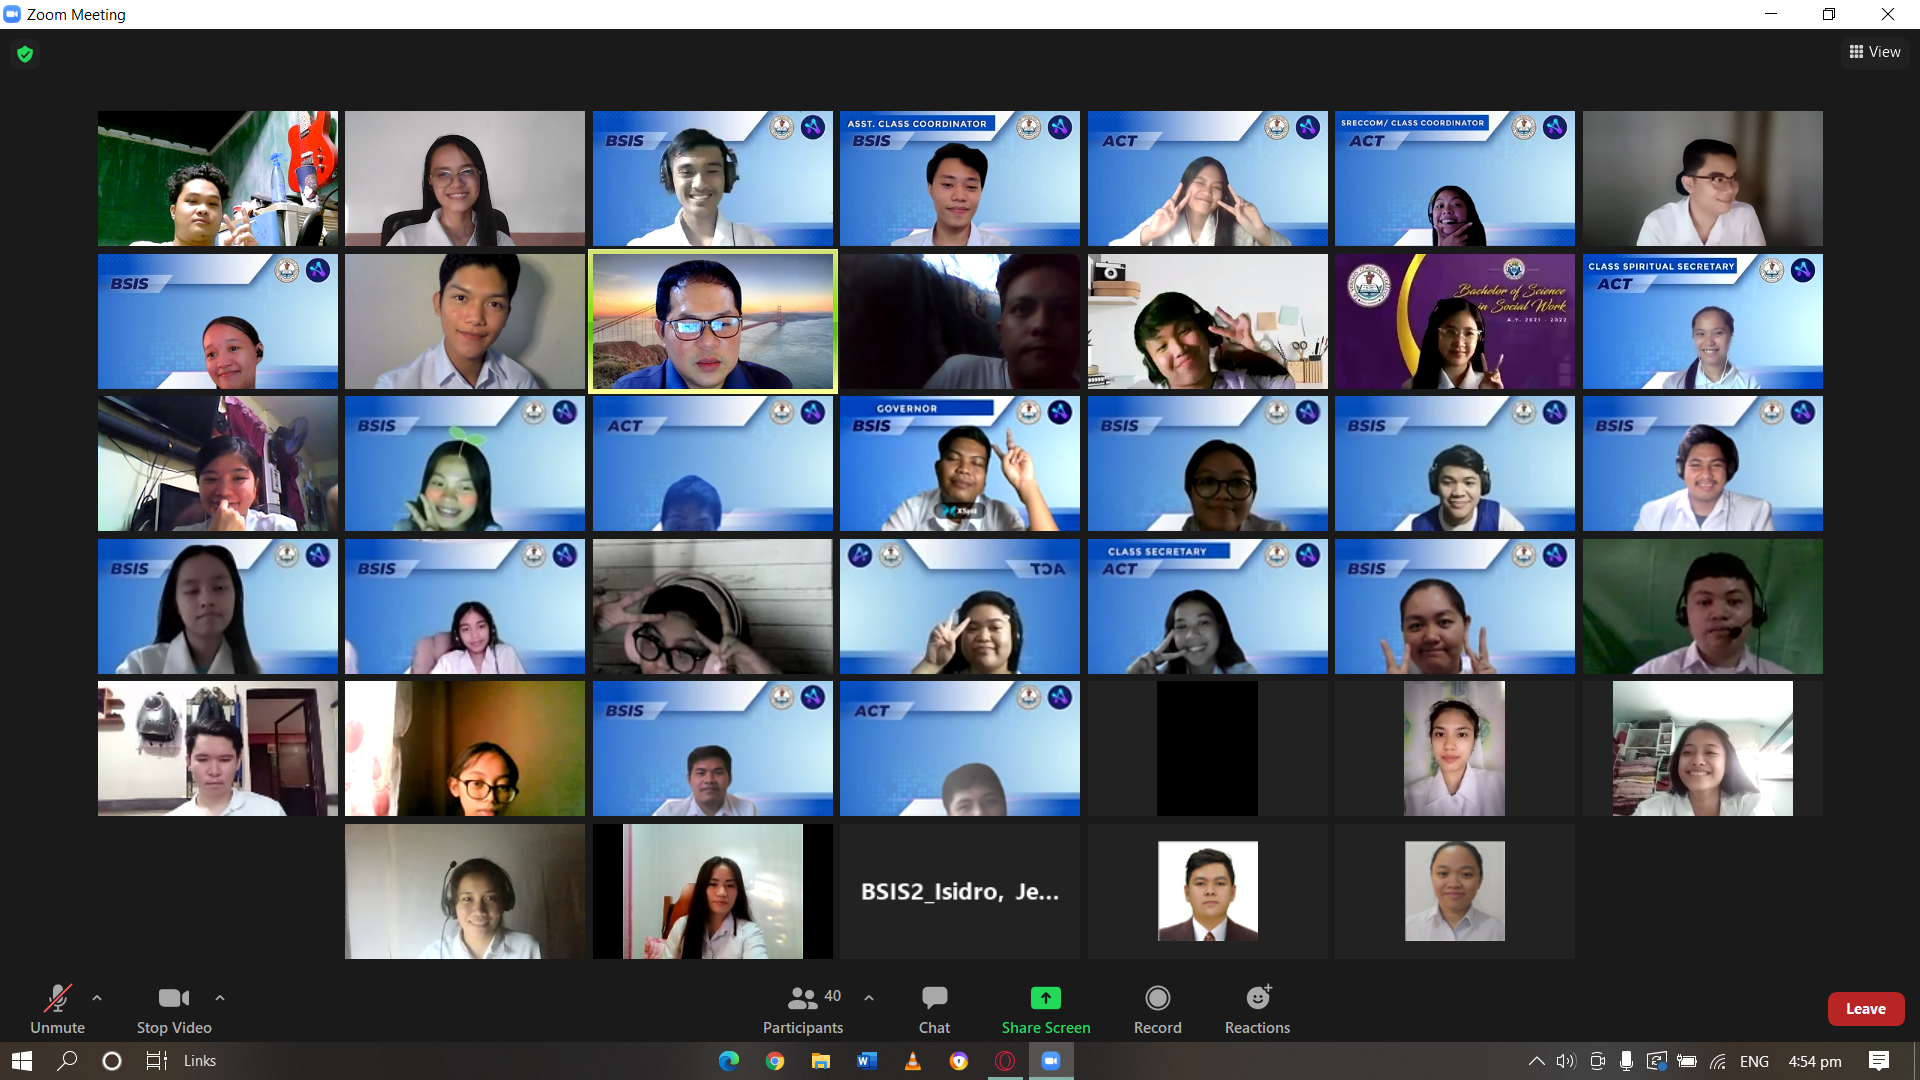 Zoom Meeting
View
BSIS
ASST. CLASS COORDINATOR
BSIS
ACT
SRECCOM/ CLASS COORDINATOR
ACT
BSIS
Bachelor of Science
in Social Work
A.Y. 2021 - 2022
CLASS SPIRITUAL SECRETARY
ACT
BSIS
ACT
GOVERNOR
BSIS
XSplit
BSIS
BSIS
BSIS
BSIS
BSIS
ACT
CLASS SECRETARY
ACT
BSIS
BSIS
ACT
BSIS2_Isidro, Je...
Unmute
Stop Video
40
Participants
Chat
Share Screen
Record
Reactions
Leave
Links
ENG
4:54 pm